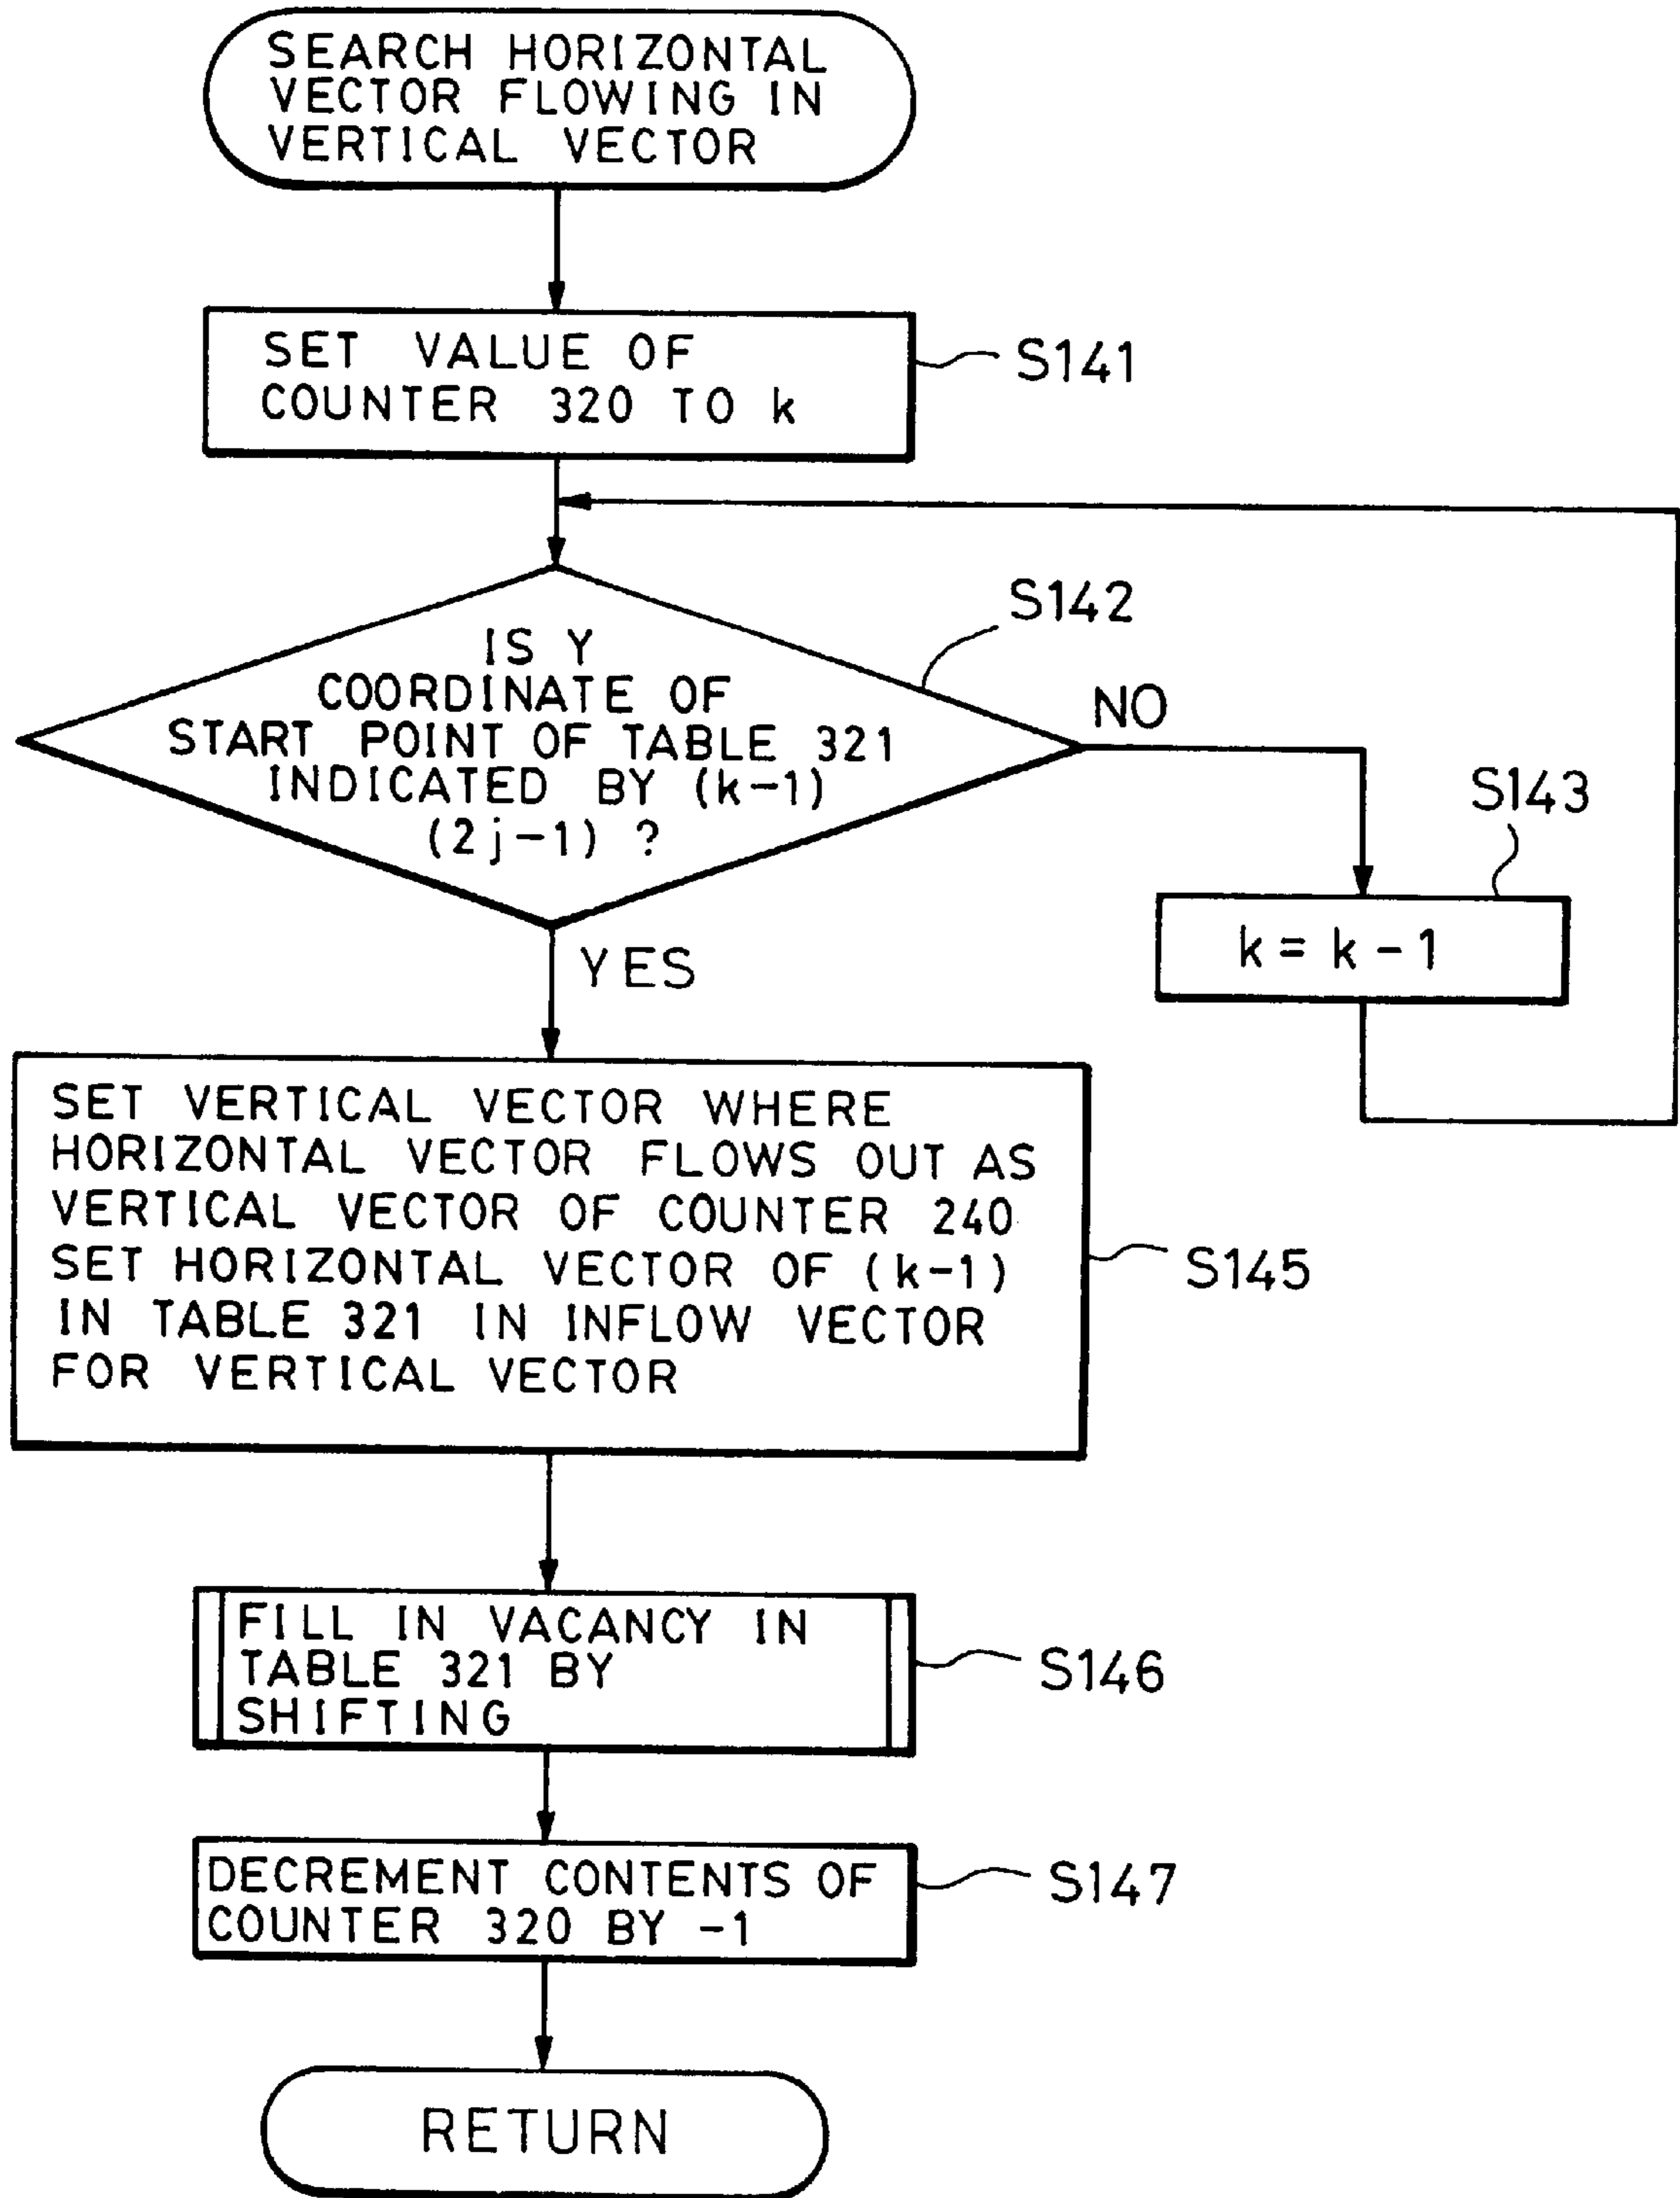 SEARCH HORIZONTAL
VECTOR FLOWING IN
VERTICAL VECTOR
SET VALUE OF
COUNTER 320 TO k
S141
S142
IS Y
COORDINATE OF
START POINT OF TABLE 321
INDICATED BY (k-1)
(2j-1) ?
NO
S143
k = k - 1
YES
SET VERTICAL VECTOR WHERE
HORIZONTAL VECTOR FLOWS OUT AS
VERTICAL VECTOR OF COUNTER 240
SET HORIZONTAL VECTOR OF (k-1)
IN TABLE 321 IN INFLOW VECTOR
FOR VERTICAL VECTOR
S145
FILL IN VACANCY IN
TABLE 321 BY
SHIFTING
S146
DECREMENT CONTENTS OF
COUNTER 320 BY -1
S147
RETURN